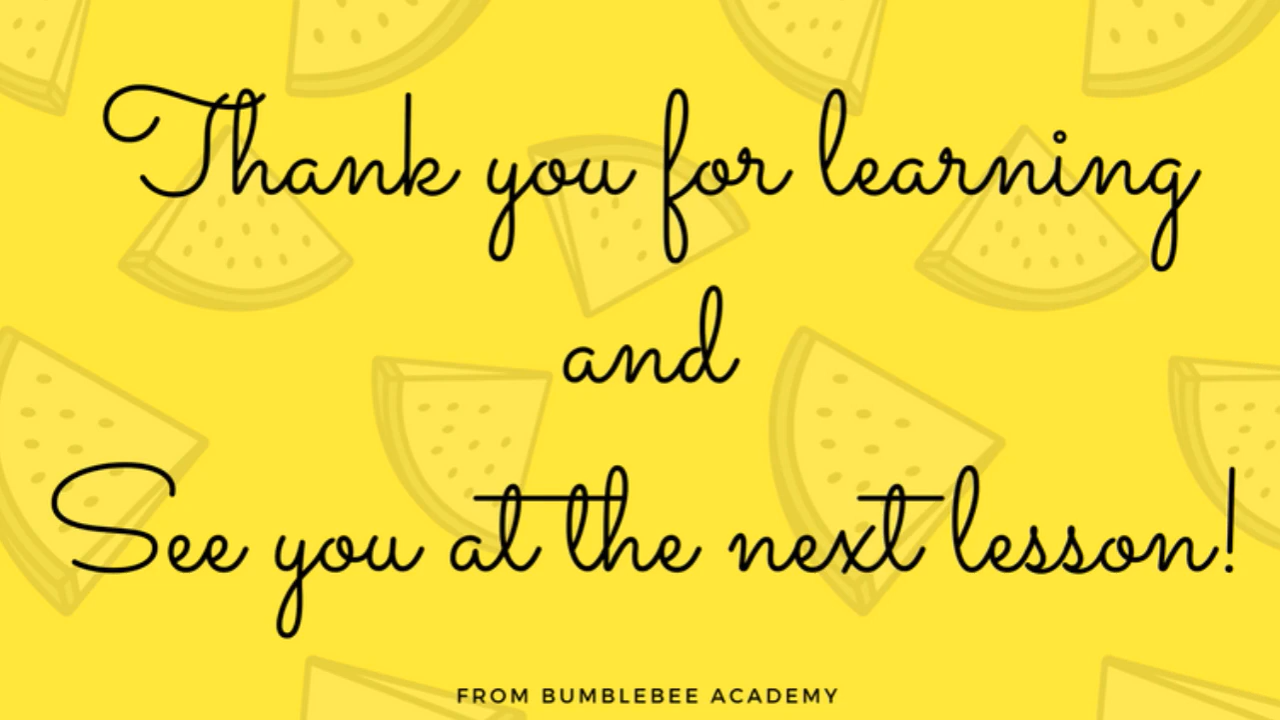 Thank you for learning
and
See you at the next lesson!
FROM BUMBLEBEE ACADEMY